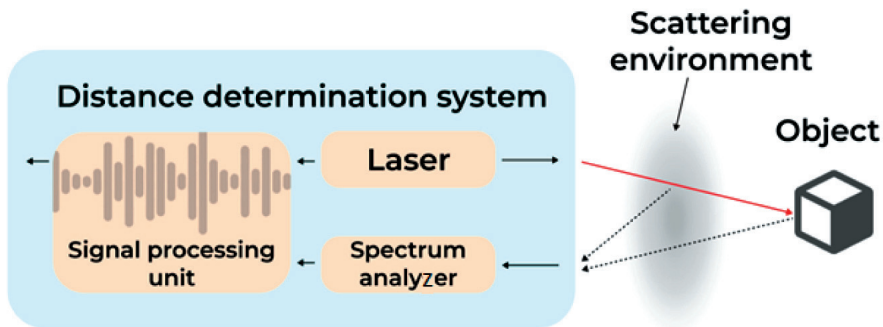 Scattering
environment
Distance determination system
Object
Laser
Signal processing
unit
Spectrum
analyzer